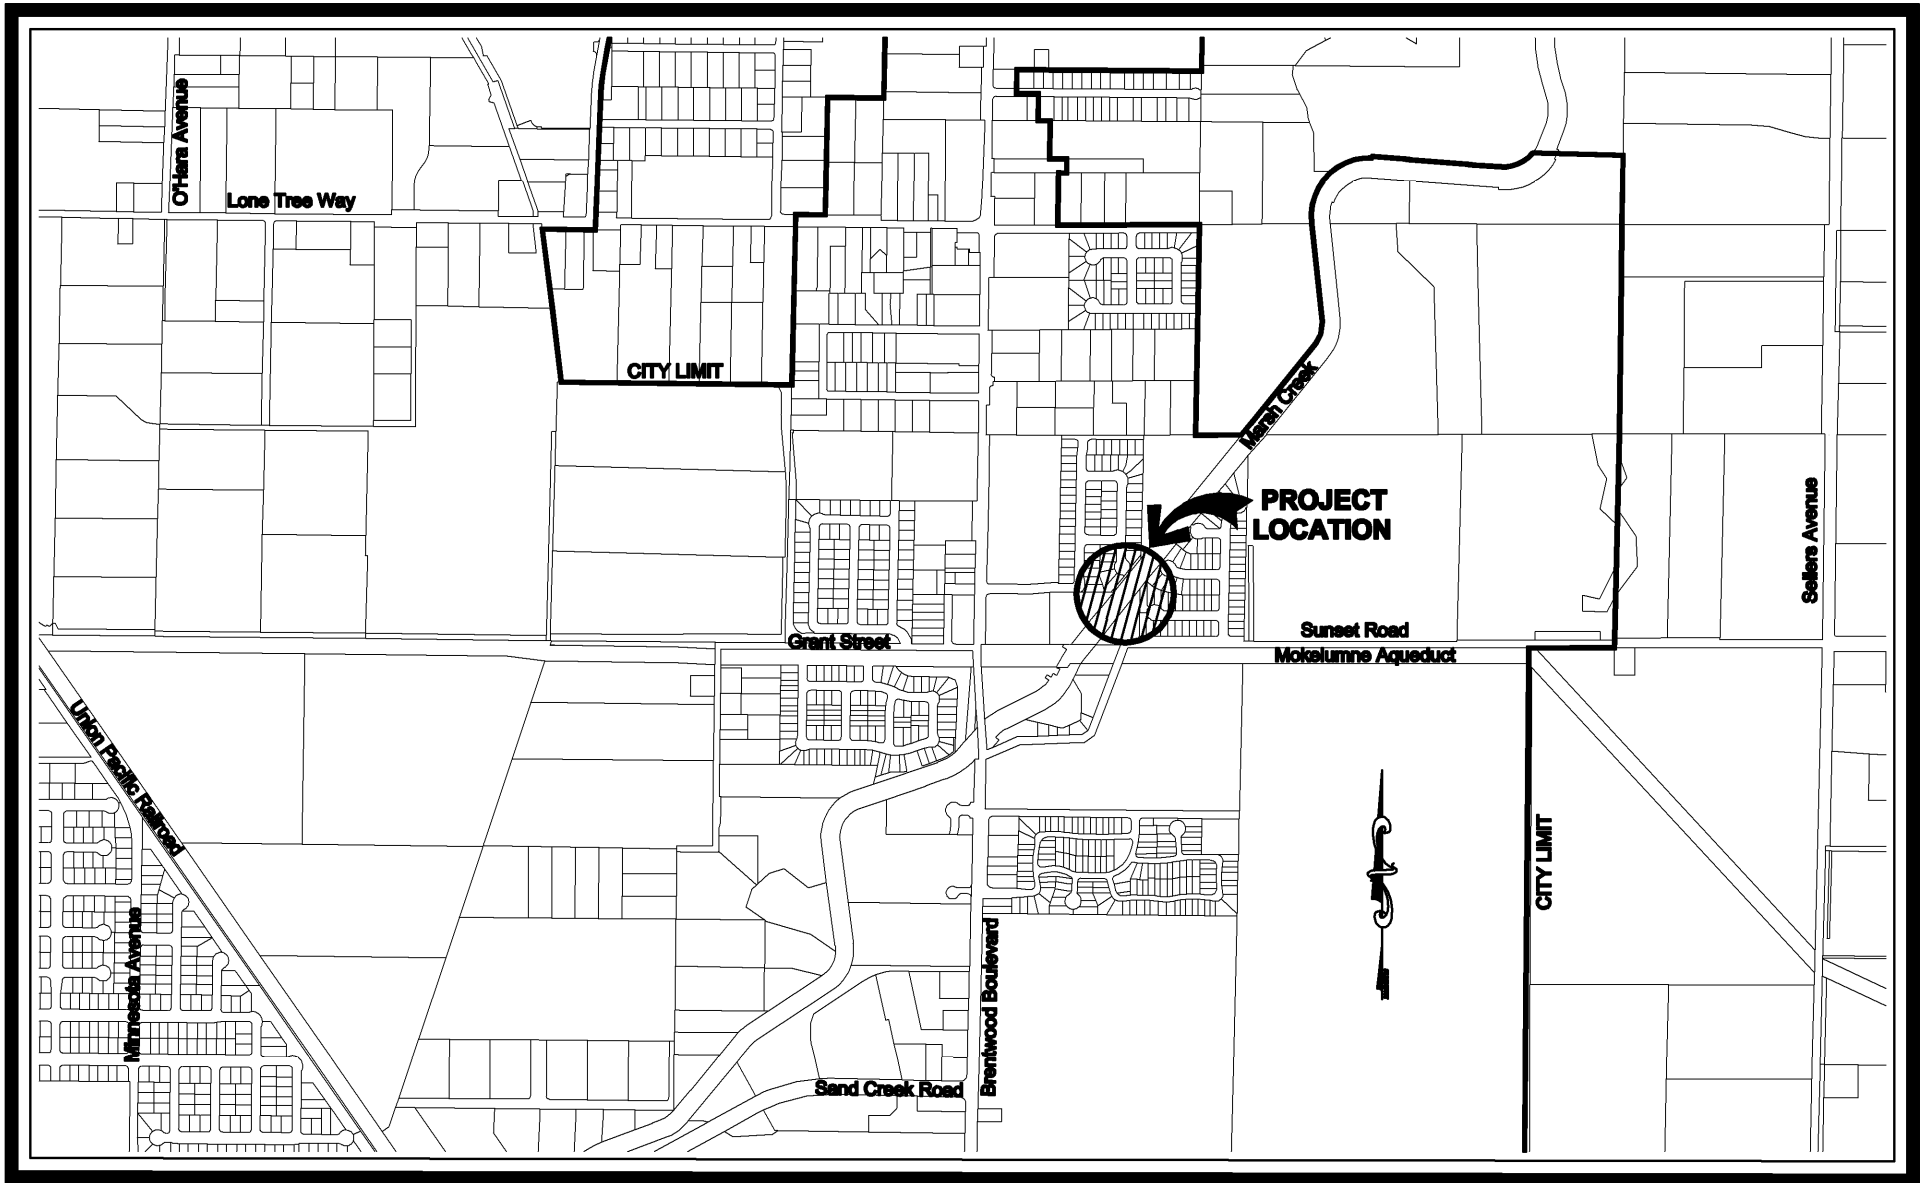 O'Hara Avenue
Lone Tree Way
CITY LIMIT
Marsh Creek
PROJECT
LOCATION
Sellers Avenue
Grant Street
Sunset Road
Mokelumne Aqueduct
Union Pacific Railroad
CITY LIMIT
Minnesota Avenue
Brentwood Boulevard
Sand Creek Road